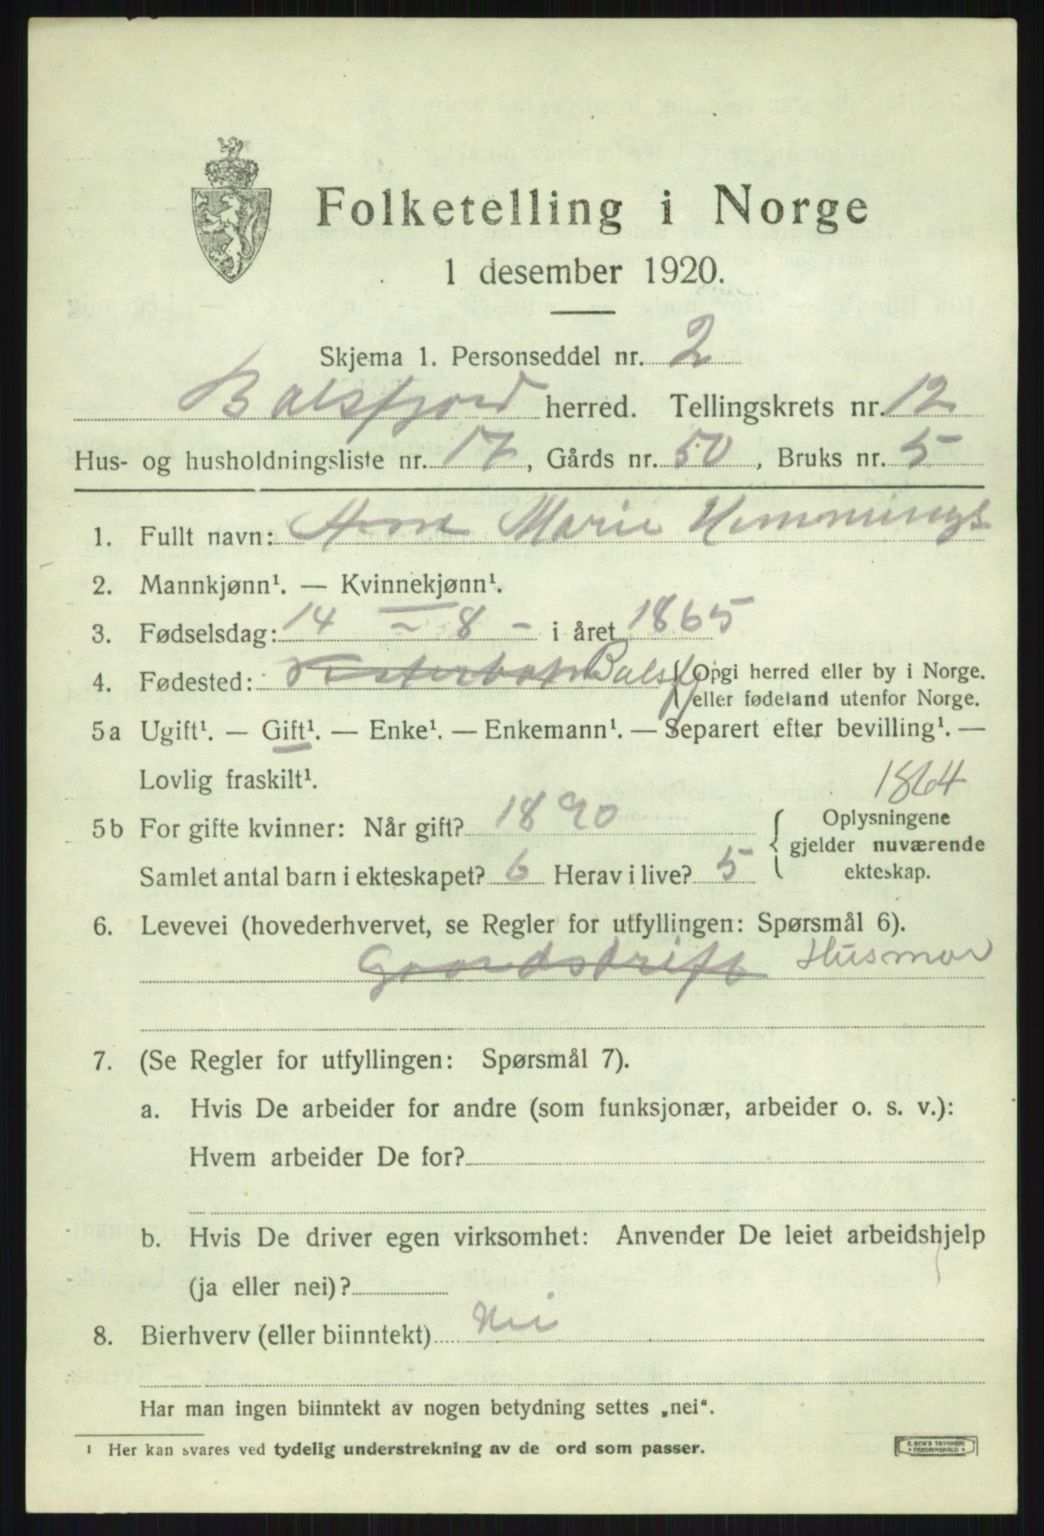 Folketelling i Norge
1 desember 1920.
Skjema 1. Personseddel nr. 2
Balsfjord herred. Tellingskrets nr. 12
Hus- og husholdningsliste nr. 17, Gårds nr. 50, Bruks nr. 5
1. Fullt navn: Anne Marie Hemmings
2. Mannkjønn¹. — Kvinnekjønn¹.
3. Fødselsdag: 14 - 8 - i året 1865
4. Fødested: Balsfj Opgi herred eller by i Norge.
eller fødeland utenfor Norge.
5a Ugift¹. — Gift¹. — Enke¹. — Enkemann¹. — Separert efter bevilling¹. —
Lovlig fraskilt¹.
1864
5b For gifte kvinner: Når gift? 1890
Samlet antal barn i ekteskapet? 6 Herav i live? 5
Oplysningene
gjelder nuværende
ekteskap.
6. Levevei (hovederhvervet, se Regler for utfyllingen: Spørsmål 6).
Gaardsdrift Husmor
7. (Se Regler for utfyllingen: Spørsmål 7).
a. Hvis De arbeider for andre (som funksjonær, arbeider o. s. v.):
Hvem arbeider De for?
b. Hvis De driver egen virksomhet: Anvender De leiet arbeidshjelp
(ja eller nei)?
8. Bierhverv (eller biinntekt) Nei
Har man ingen biinntekt av nogen betydning settes „nei“.
¹ Her kan svares ved tydelig understrekning av de ord som passer.